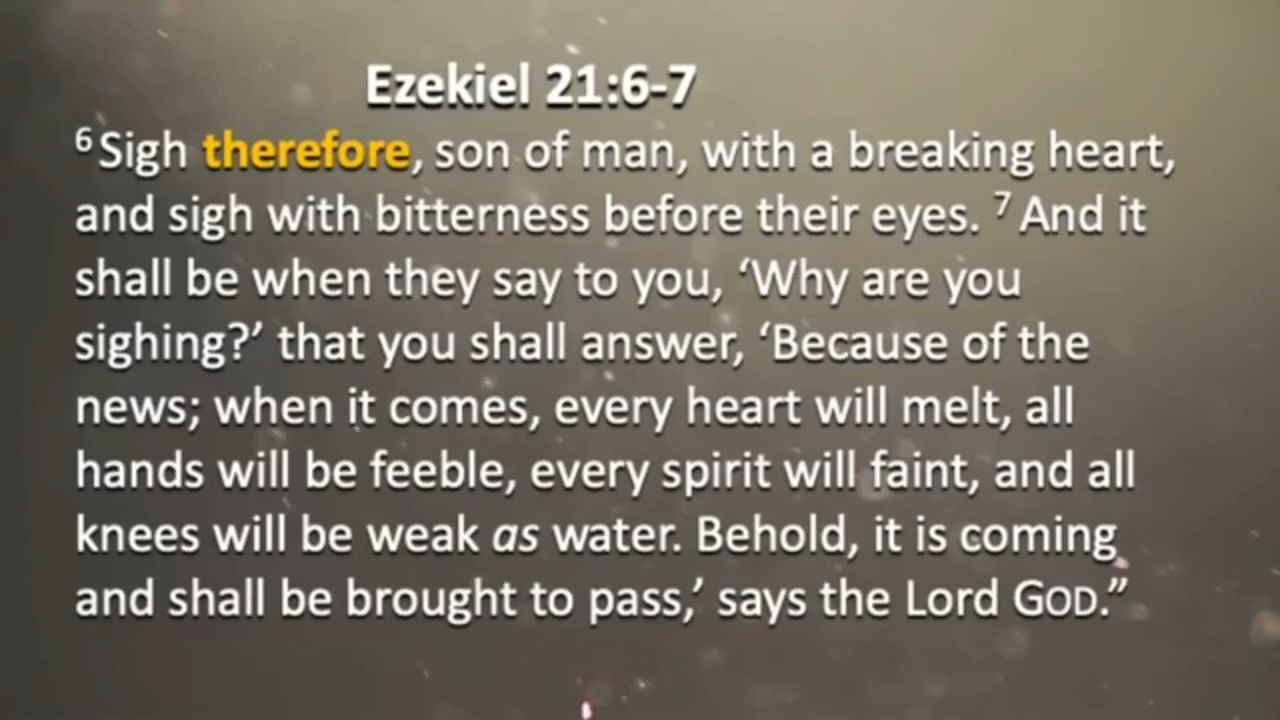 Ezekiel 21:6-7
⁶ Sigh therefore, son of man, with a breaking heart,
and sigh with bitterness before their eyes. ⁷ And it
shall be when they say to you, ‘Why are you
sighing?’ that you shall answer, ‘Because of the
news; when it comes, every heart will melt, all
hands will be feeble, every spirit will faint, and all
knees will be weak as water. Behold, it is coming
and shall be brought to pass,’ says the Lord GOD.”